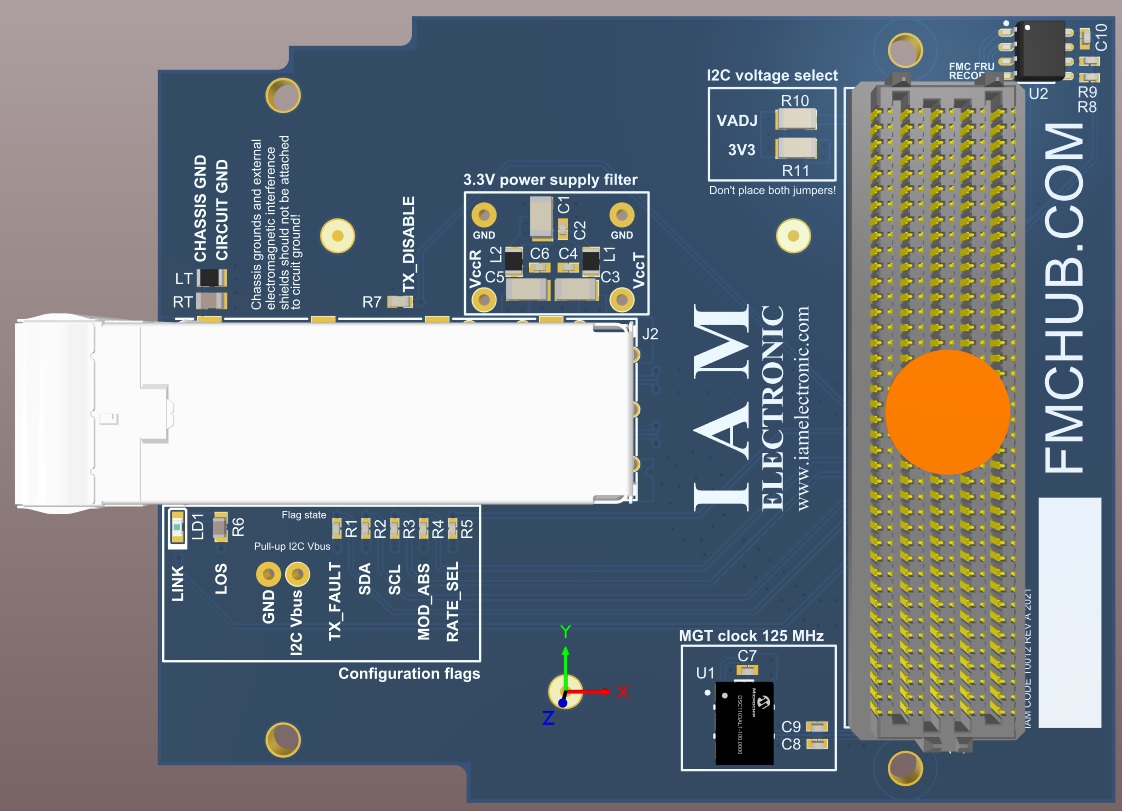 C10
FMC FRU
U2
R9
R8
I2C voltage select
R10
VADJ
3V3
R11
Don't place both jumpers!
FMCHUB.COM
CHASSIS GND
CIRCUIT GND
Chassis grounds and external
electromagnetic interference
shields should not be attached
to circuit ground!
LT
RT
TX_DISABLE
R7
3.3V power supply filter
C1
C2
GND
GND
L2
C6
C4
L1
VccR
C5
C3
VccT
J2
I A M
ELECTRONIC
www.iamelectronic.com
LD1
R6
Flag state
R1
R2
R3
R4
R5
Pull-up I2C Vbus
LINK
LOS
GND
I2C Vbus
TX_FAULT
SDA
SCL
MOD_ABS
RATE_SEL
Configuration flags
Y
X
Z
MGT clock 125 MHz
C7
U1
MICROCHIP
C9
C8
IAM CODE 10012 REV A 2021